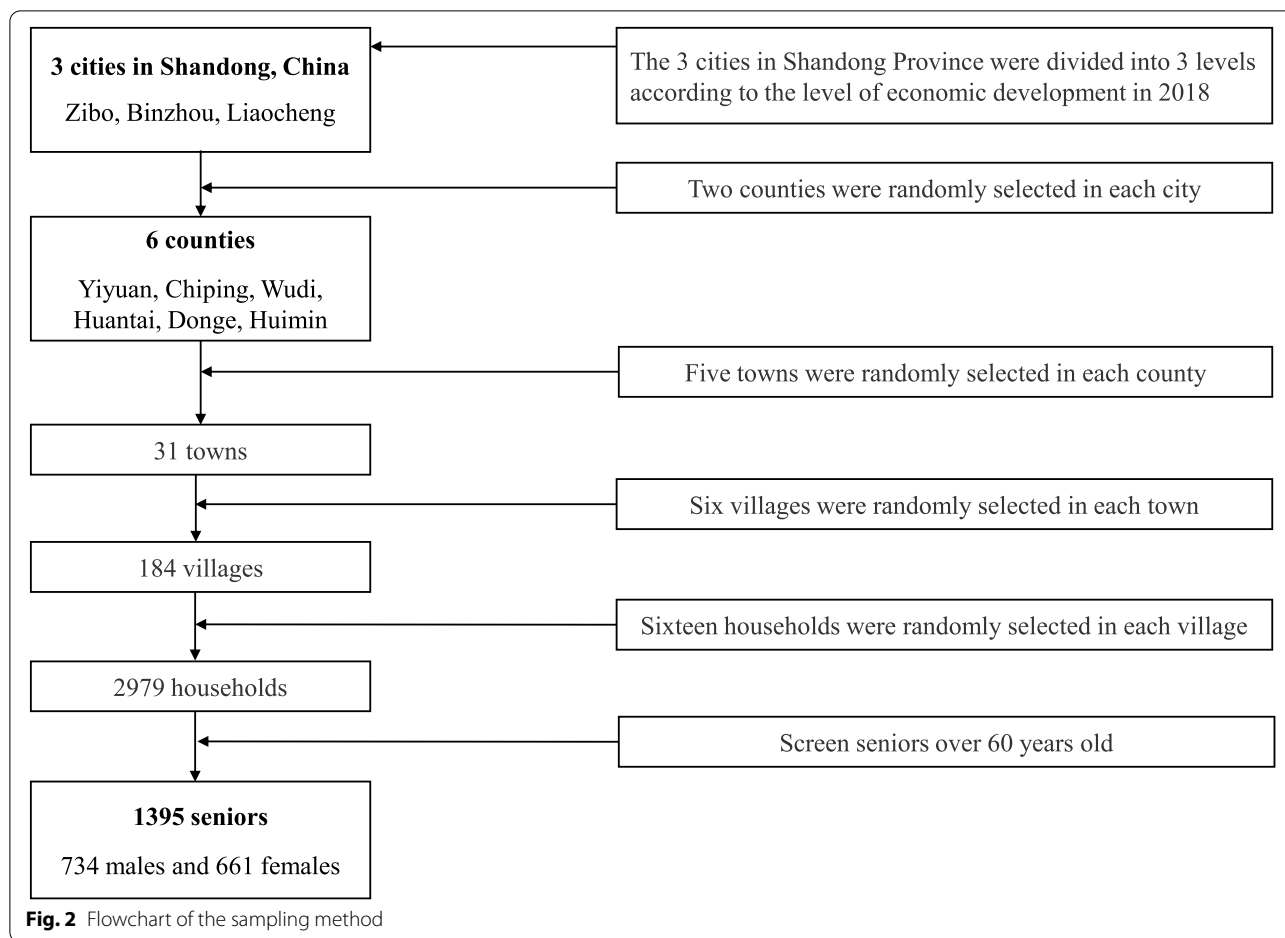 3 cities in Shandong, China
Zibo, Binzhou, Liaocheng
The 3 cities in Shandong Province were divided into 3 levels
according to the level of economic development in 2018
Two counties were randomly selected in each city
6 counties
Yiyuan, Chiping, Wudi,
Huantai, Donge, Huimin
Five towns were randomly selected in each county
31 towns
Six villages were randomly selected in each town
184 villages
Sixteen households were randomly selected in each village
2979 households
Screen seniors over 60 years old
1395 seniors
734 males and 661 females
Fig. 2 Flowchart of the sampling method